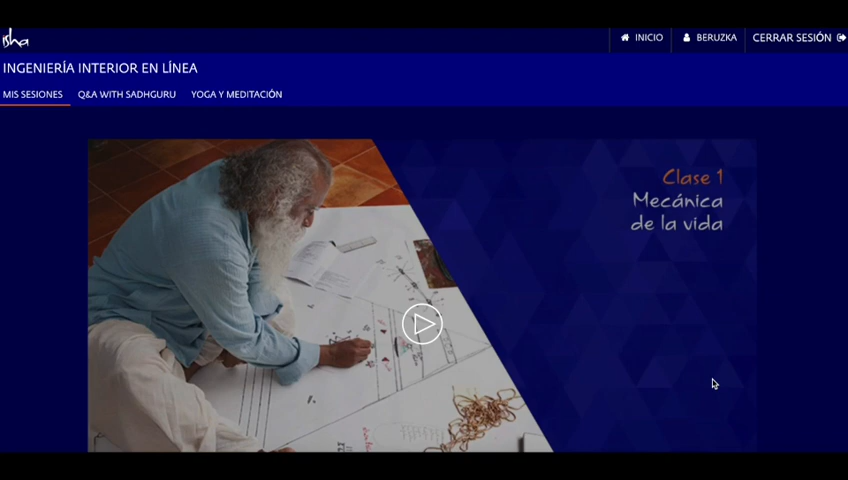 isha
INICIO BERUZKA CERRAR SESIÓN
INGENIERÍA INTERIOR EN LÍNEA
MIS SESIONES Q&A WITH SADHGURU YOGA Y MEDITACIÓN
Clase 1
Mecánica
de la vida